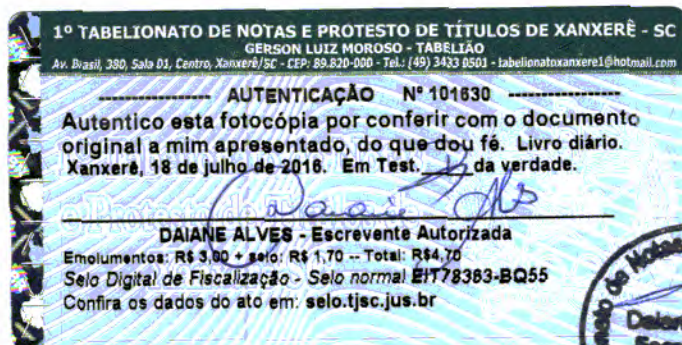 1º TABELIONATO DE NOTAS E PROTESTO DE TÍTULOS DE XANXERÊ - SC
GERSON LUIZ MOROSO - TABELIÃO
Av. Brasil, 380, Sala 01, Centro, Xanxerê/SC - CEP: 89.820-000 - Tel.: (49) 3433 0501 - tabelionatoxanxere1@hotmail.com
---------------- AUTENTICAÇÃO Nº 101630 ----------------
Autentico esta fotocópia por conferir com o documento
original a mim apresentado, do que dou fé. Livro diário.
Xanxerê, 18 de julho de 2016. Em Test.____da verdade.
DAIANE ALVES - Escrevente Autorizada
Emolumentos: R$ 3,00 + selo: R$ 1,70 -- Total: R$4,70
Selo Digital de Fiscalização - Selo normal EIT78383-BQ55
Confira os dados do ato em: selo.tjsc.jus.br
de Notas